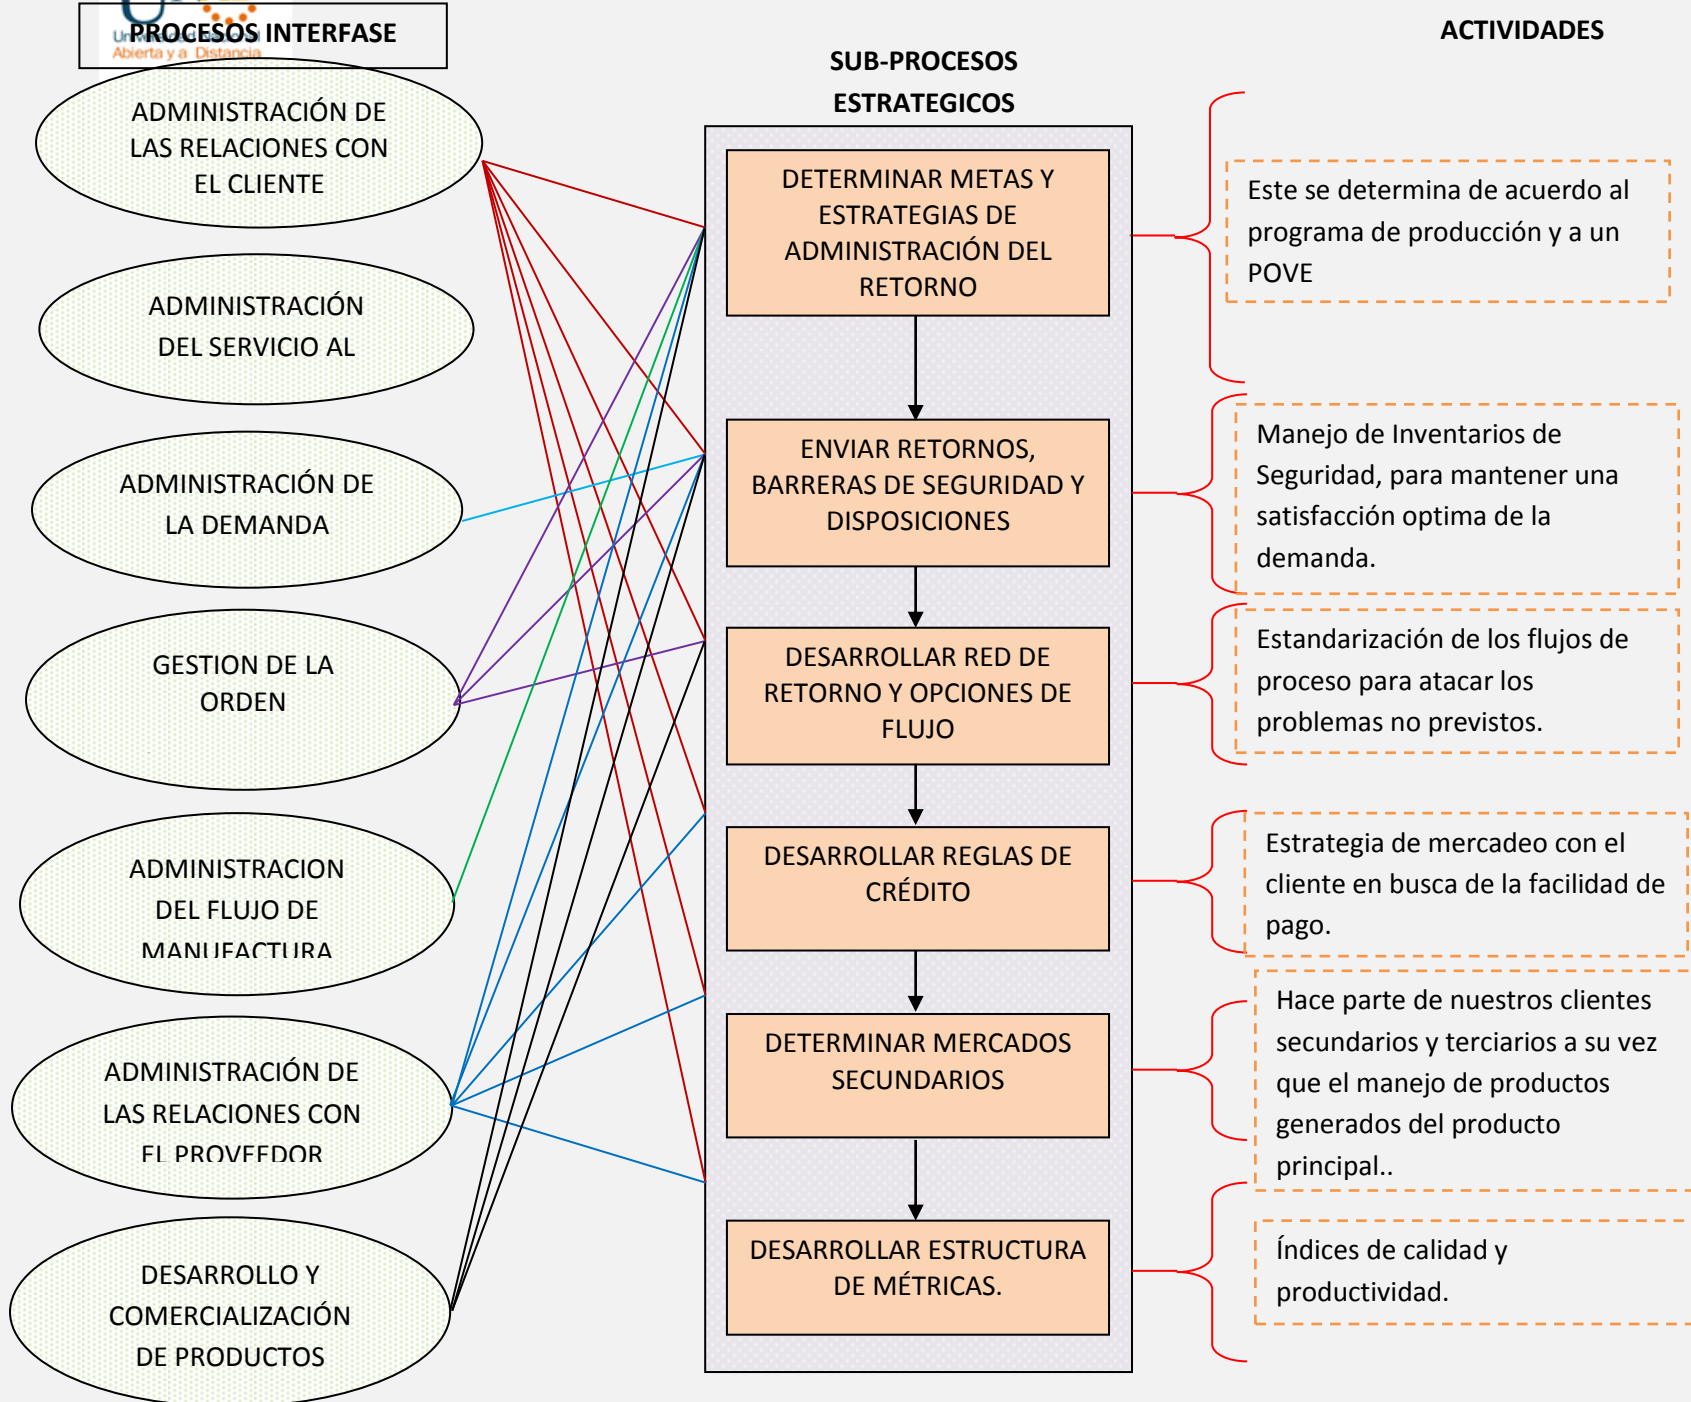 PROCESOS INTERFASE
Universidad Nacional
Abierta y a Distancia
ADMINISTRACIÓN DE
LAS RELACIONES CON
EL CLIENTE
ADMINISTRACIÓN
DEL SERVICIO AL
ADMINISTRACIÓN DE
LA DEMANDA
GESTION DE LA
ORDEN
ADMINISTRACION
DEL FLUJO DE
MANUFACTURA
ADMINISTRACIÓN DE
LAS RELACIONES CON
EL PROVEEDOR
DESARROLLO Y
COMERCIALIZACIÓN
DE PRODUCTOS
SUB-PROCESOS
ESTRATEGICOS
DETERMINAR METAS Y
ESTRATEGIAS DE
ADMINISTRACIÓN DEL
RETORNO
ENVIAR RETORNOS,
BARRERAS DE SEGURIDAD Y
DISPOSICIONES
DESARROLLAR RED DE
RETORNO Y OPCIONES DE
FLUJO
DESARROLLAR REGLAS DE
CRÉDITO
DETERMINAR MERCADOS
SECUNDARIOS
DESARROLLAR ESTRUCTURA
DE MÉTRICAS.
ACTIVIDADES
Este se determina de acuerdo al
programa de producción y a un
POVE
Manejo de Inventarios de
Seguridad, para mantener una
satisfacción optima de la
demanda.
Estandarización de los flujos de
proceso para atacar los
problemas no previstos.
Estrategia de mercadeo con el
cliente en busca de la facilidad de
pago.
Hace parte de nuestros clientes
secundarios y terciarios a su vez
que el manejo de productos
generados del producto
principal..
Índices de calidad y
productividad.